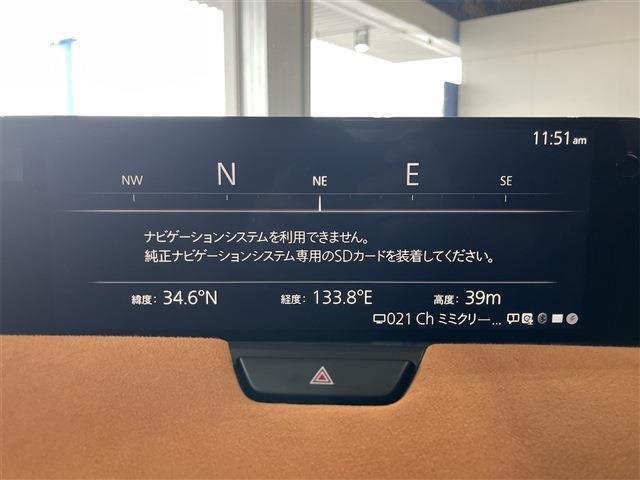 11:51am
NW N NE E SE
ナビゲーションシステムを利用できません。
純正ナビゲーションシステム専用のSDカードを装着してください。
緯度: 34.6°N 経度: 133.8°E 高度: 39m
021 Ch ミミクリー...